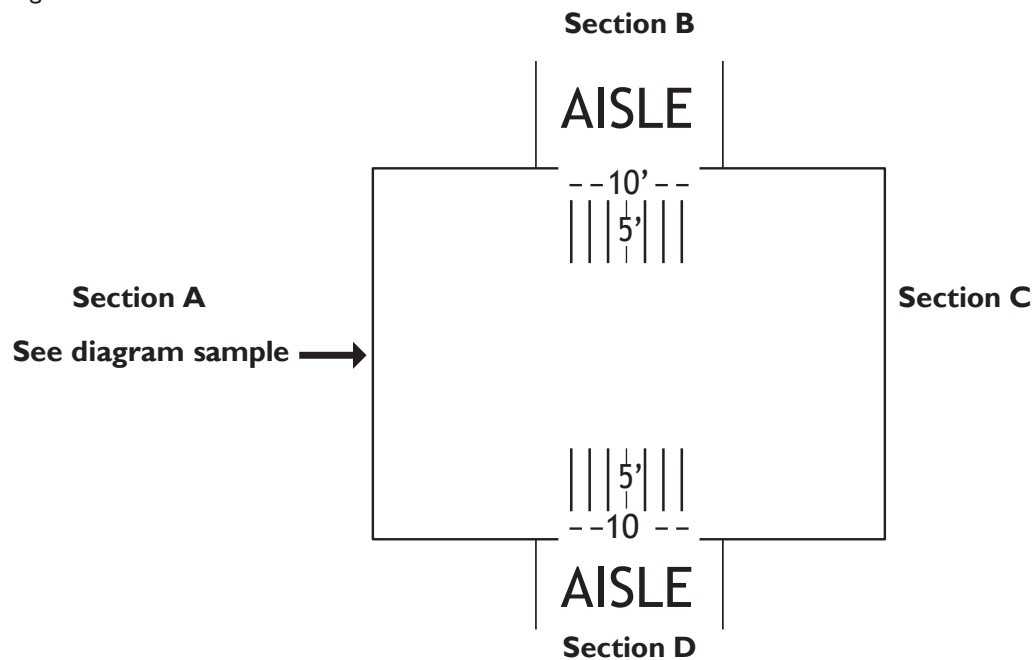 Section B
AISLE
--10’--
5’
Section A
Section C
See diagram sample
5’
--10 --
AISLE
Section D